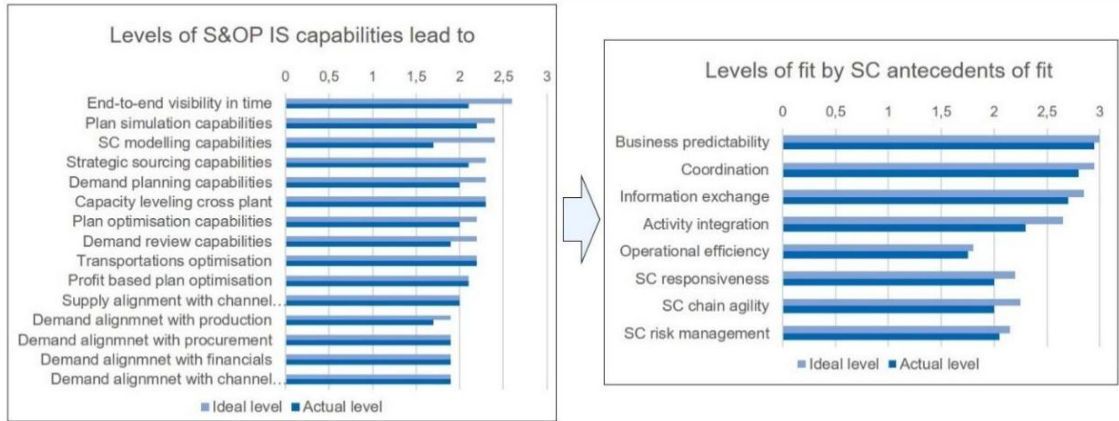 Levels of S&OP IS capabilities lead to
0 0,5 1 1,5 2 2,5 3
End-to-end visibility in time
Plan simulation capabilities
SC modelling capabilities
Strategic sourcing capabilities
Demand planning capabilities
Capacity leveling cross plant
Plan optimisation capabilities
Demand review capabilities
Transportations optimisation
Profit based plan optimisation
Supply alignment with channel...
Demand alignmnet with production
Demand alignmnet with procurement
Demand alignmnet with financials
Demand alignmnet with channel...
Ideal level Actual level
Levels of fit by SC antecedents of fit
0 0,5 1 1,5 2 2,5 3
Business predictability
Coordination
Information exchange
Activity integration
Operational efficiency
SC responsiveness
SC chain agility
SC risk management
Ideal level Actual level